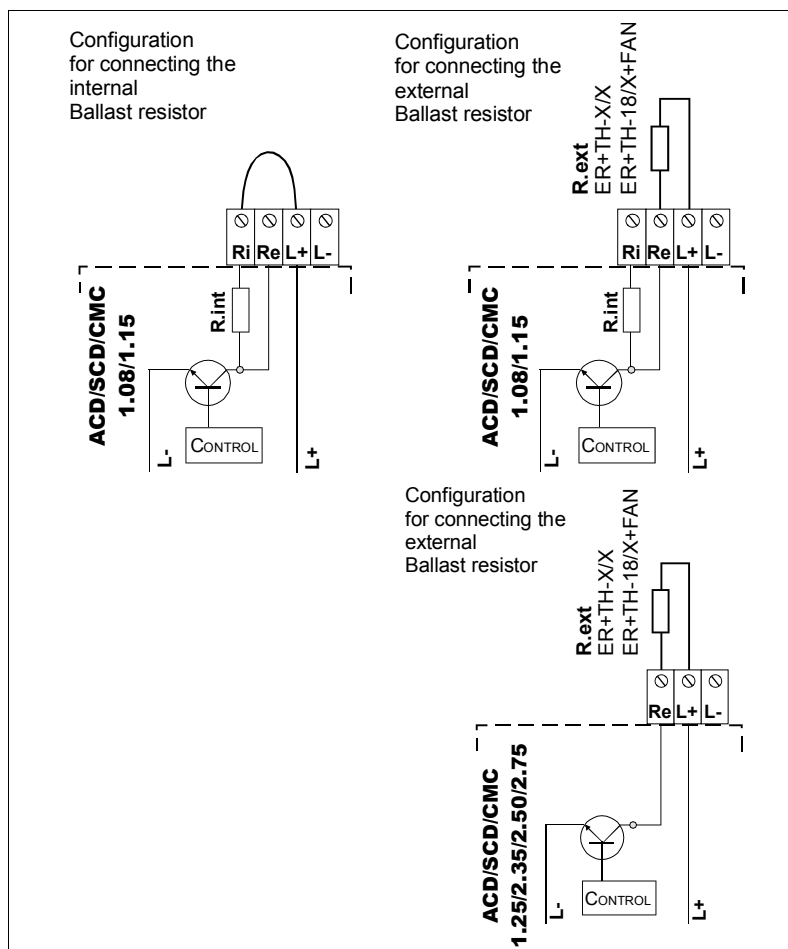 Configuration
for connecting the
internal
Ballast resistor
Ri Re L+ L-
R.int
ACD/SCD/CMC
1.08/1.15
CONTROL
L-
L+
Configuration
for connecting the
external
Ballast resistor
R.ext
ER+TH-X/X
ER+TH-18/X+FAN
Ri Re L+ L-
R.int
ACD/SCD/CMC
1.08/1.15
CONTROL
L-
L+
Configuration
for connecting the
external
Ballast resistor
R.ext
ER+TH-X/X
ER+TH-18/X+FAN
Re L+ L-
ACD/SCD/CMC
1.25/2.35/2.50/2.75
CONTROL
L-
L+